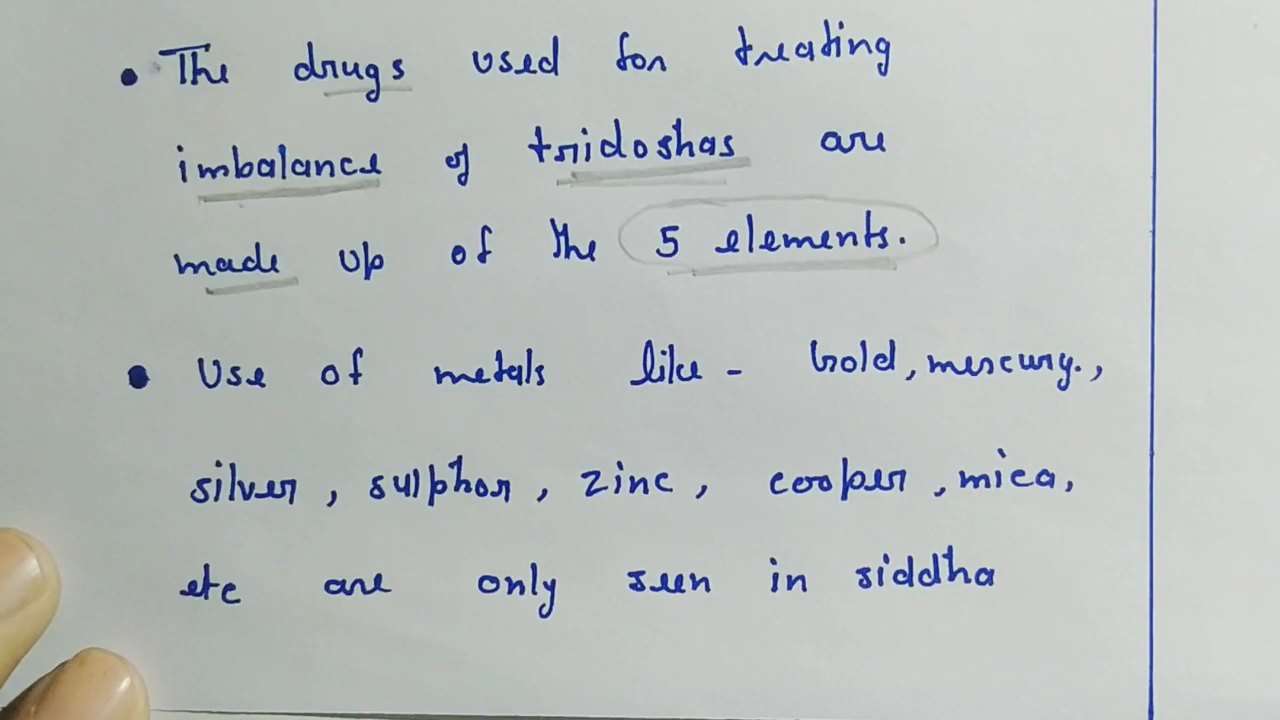 • The drugs used for treating
imbalance of tridoshas are
made up of the 5 elements.
• Use of metals like - Gold, mercury.,
silver, sulphor, zinc, cooper, mica,
etc are only seen in siddha